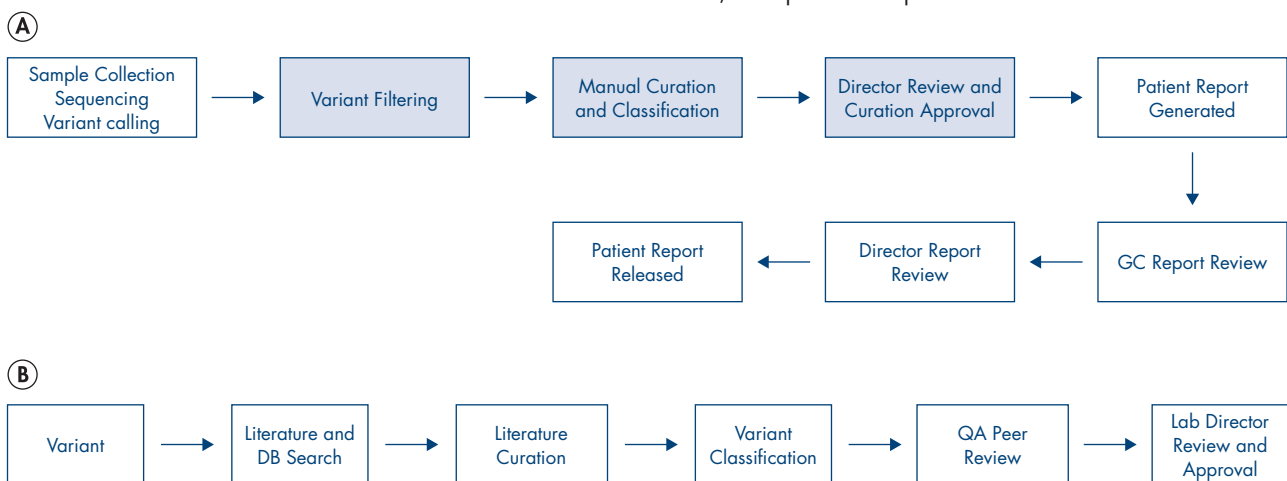 A
Sample Collection
Sequencing
Variant calling
Variant Filtering
Manual Curation
and Classification
Director Review and
Curation Approval
Patient Report
Generated
Patient Report
Released
Director Report
Review
GC Report Review
B
Variant
Literature and
DB Search
Literature
Curation
Variant
Classification
QA Peer
Review
Lab Director
Review and
Approval